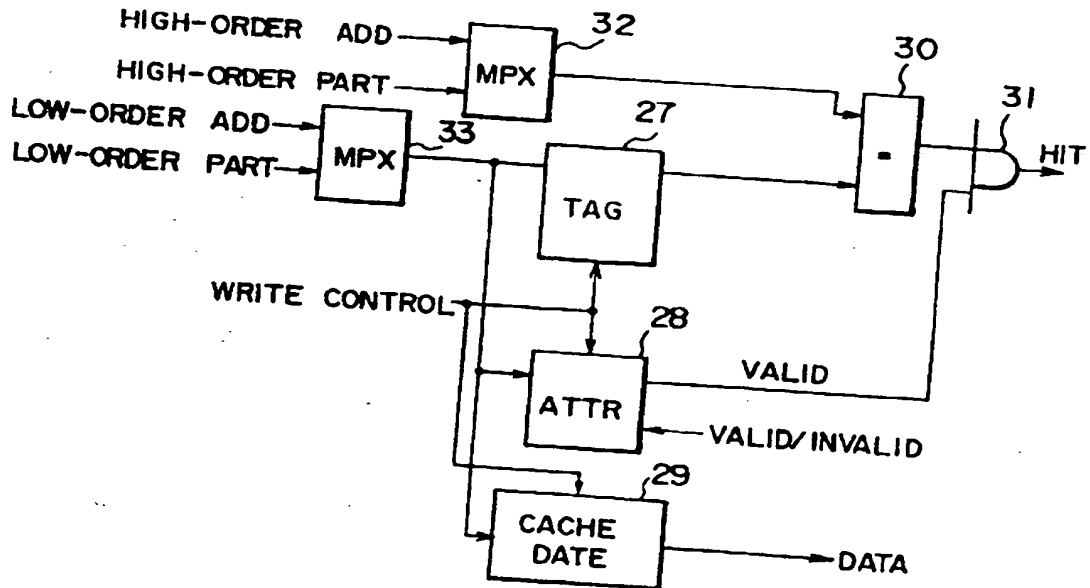 HIGH-ORDER ADD
HIGH-ORDER PART
LOW-ORDER ADD
LOW-ORDER PART
MPX
32
33
MPX
27
TAG
30
=
31
HIT
WRITE CONTROL
28
ATTR
VALID
VALID/INVALID
29
CACHE
DATE
DATA